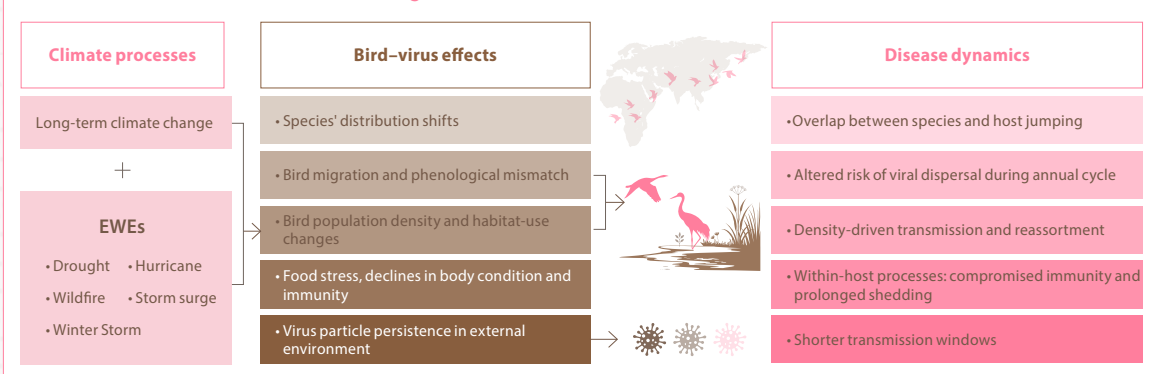 Climate processes
Bird–virus effects
Disease dynamics
Long-term climate change
+
EWEs
• Drought • Hurricane
• Wildfire • Storm surge
• Winter Storm
• Species' distribution shifts
• Bird migration and phenological mismatch
• Bird population density and habitat-use
changes
• Food stress, declines in body condition and
immunity
• Virus particle persistence in external
environment
•Overlap between species and host jumping
• Altered risk of viral dispersal during annual cycle
• Density-driven transmission and reassortment
• Within-host processes: compromised immunity and
prolonged shedding
• Shorter transmission windows